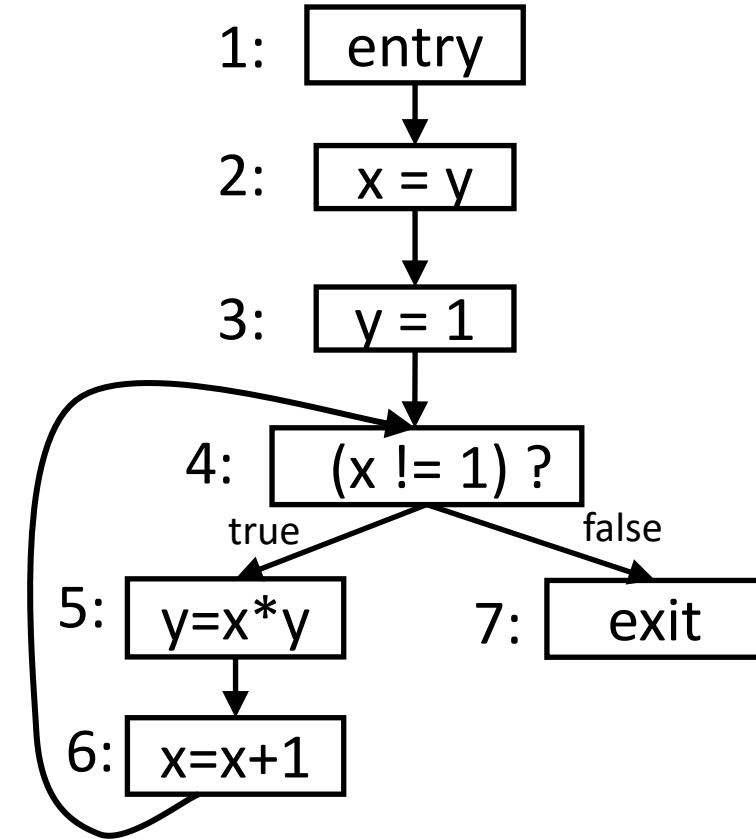 1: entry
2: x = y
3: y = 1
4: (x != 1) ?
true false
5: y=x*y
7: exit
6: x=x+1